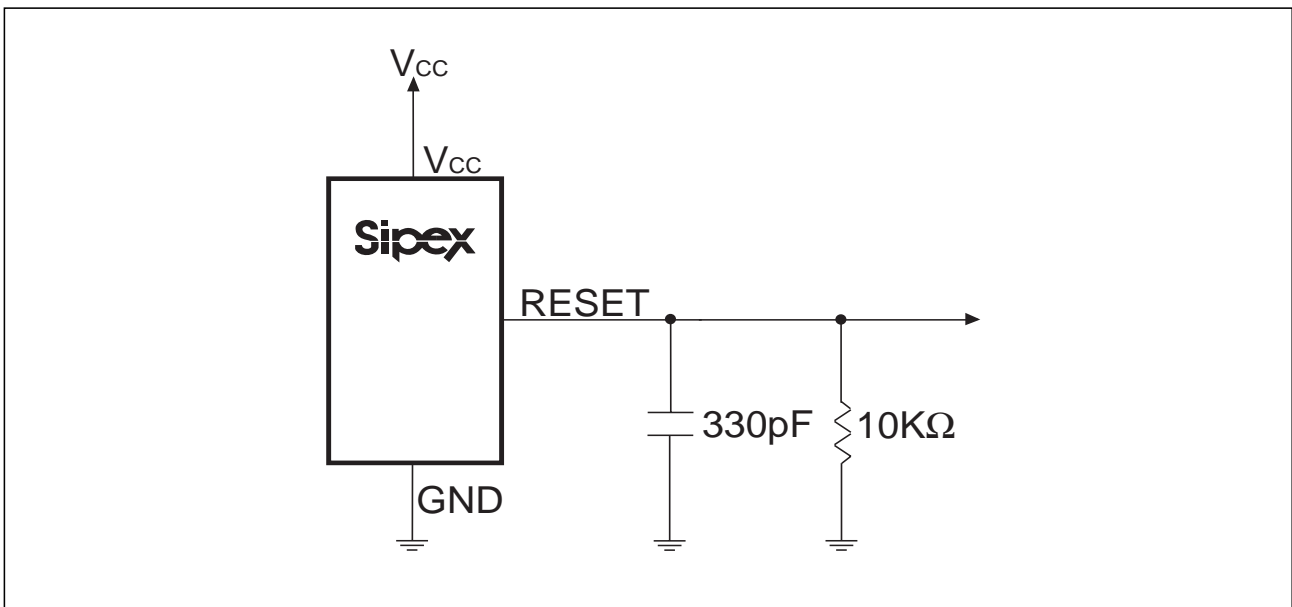 Vcc
Vcc
Sipex
RESET
330pF
10KΩ
GND